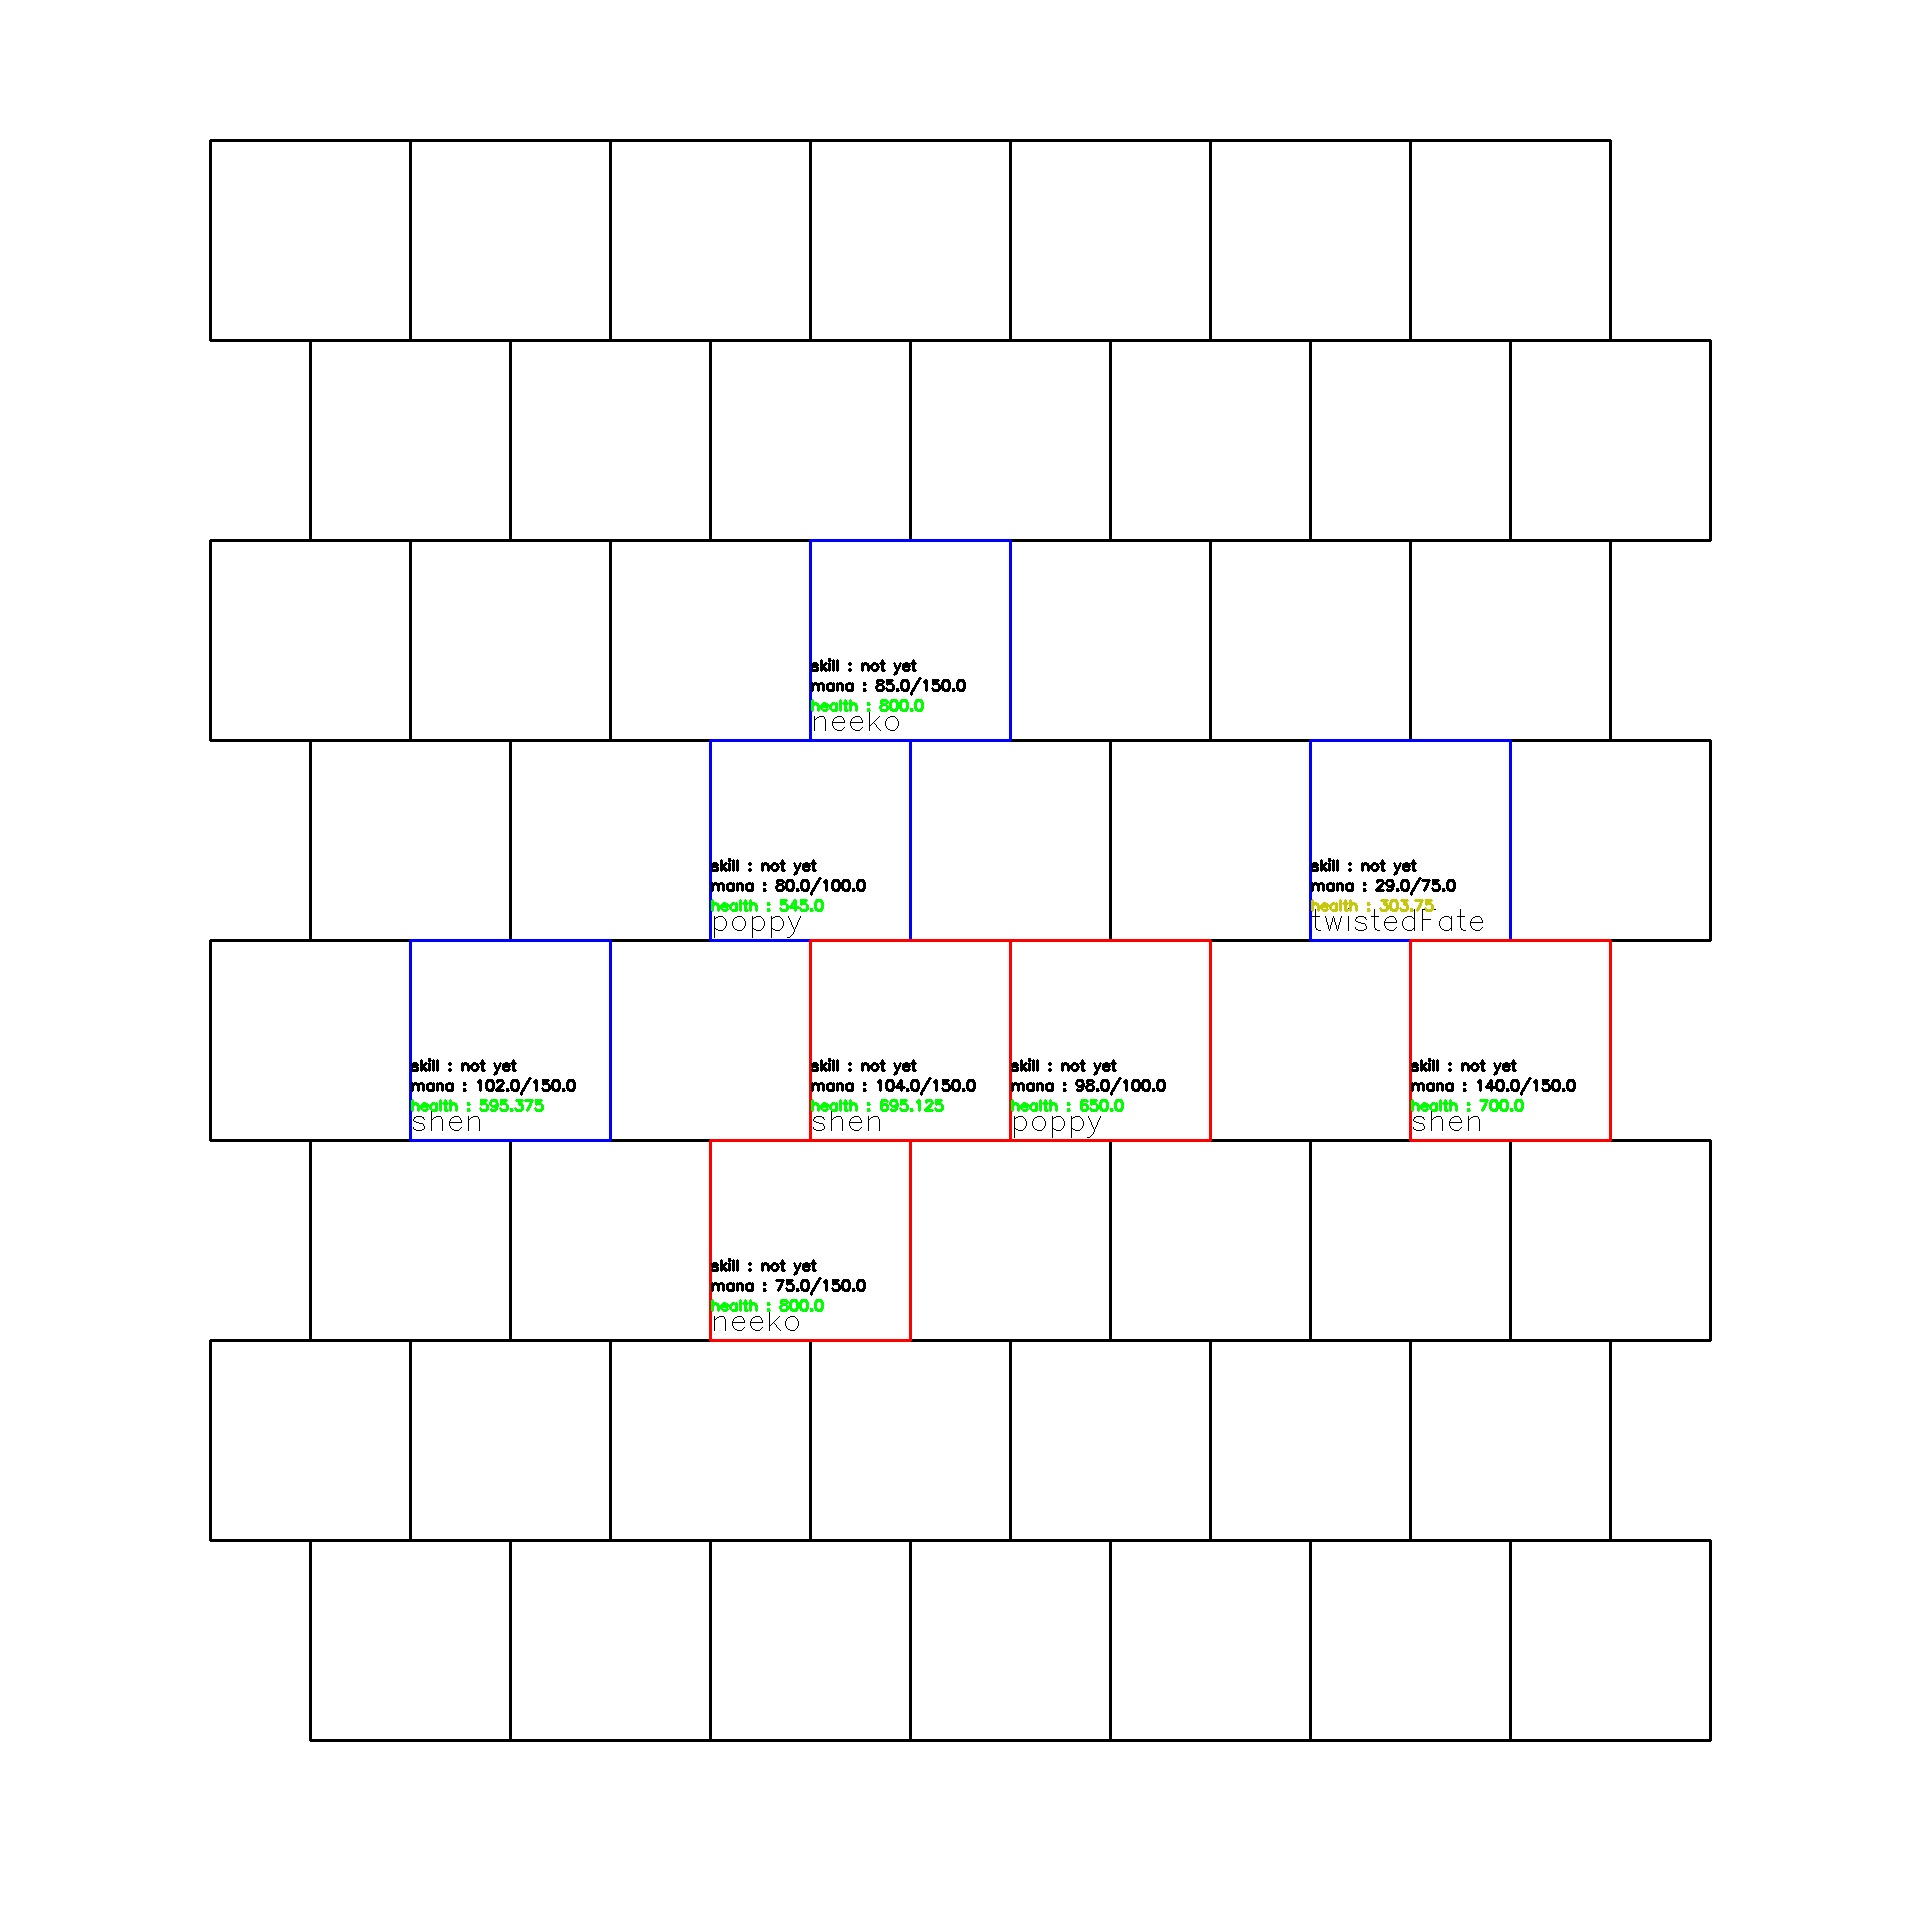 skill : not yet
mana : 85.0/150.0
health : 800.0
neeko
skill : not yet
mana : 80.0/100.0
health : 545.0
poppy
skill : not yet
mana : 29.0/75.0
health : 303.75
twistedFate
skill : not yet
mana : 102.0/150.0
health : 595.375
shen
skill : not yet
mana : 104.0/150.0
health : 695.125
shen
skill : not yet
mana : 98.0/100.0
health : 650.0
poppy
skill : not yet
mana : 140.0/150.0
health : 700.0
shen
skill : not yet
mana : 75.0/150.0
health : 800.0
neeko